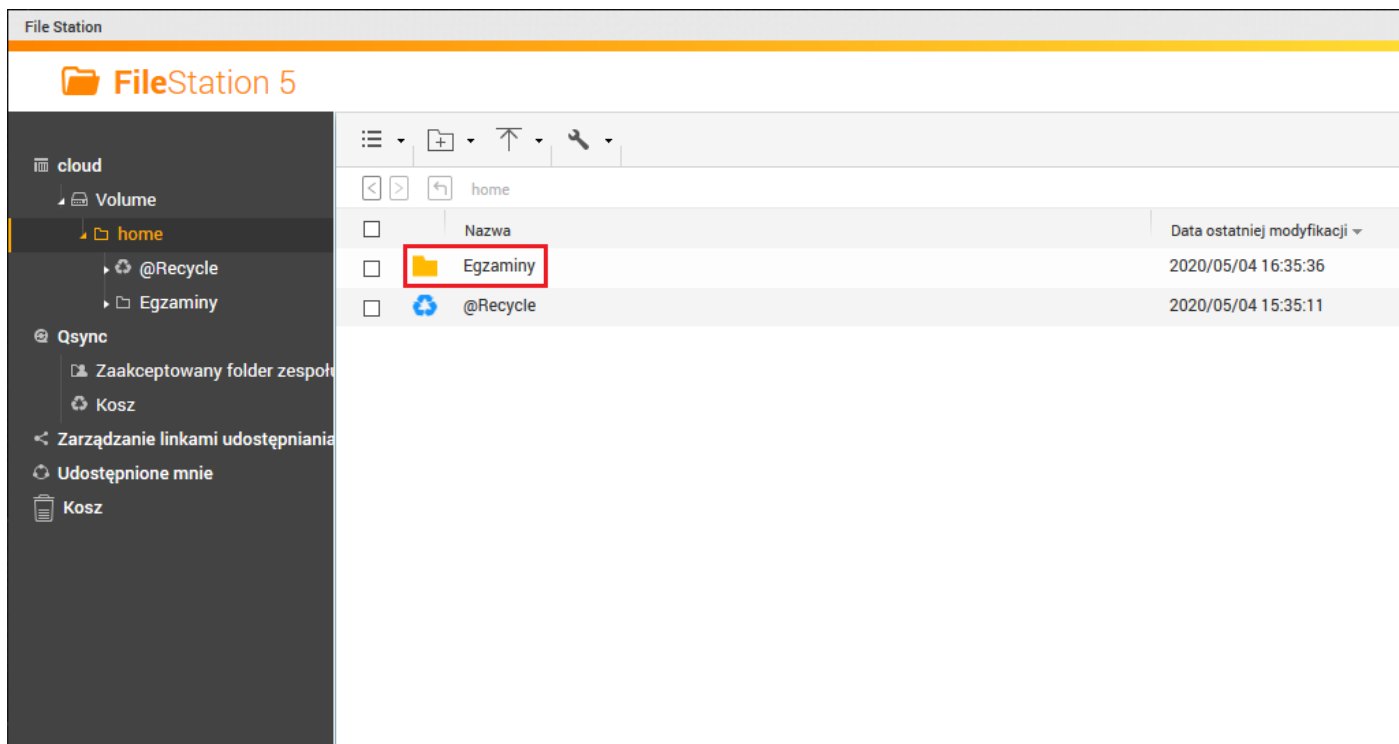 File Station
FileStation 5
cloud
Volume
home
@Recycle
Egzaminy
Qsync
Zaakceptowany folder
Kosz
Zarządzanie linkami udostępniania
Udostępnione mnie
Kosz
home
Nazwa Data ostatniej modyfikacji
Egzaminy 2020/05/04 16:35:36
@Recycle 2020/05/04 15:35:11